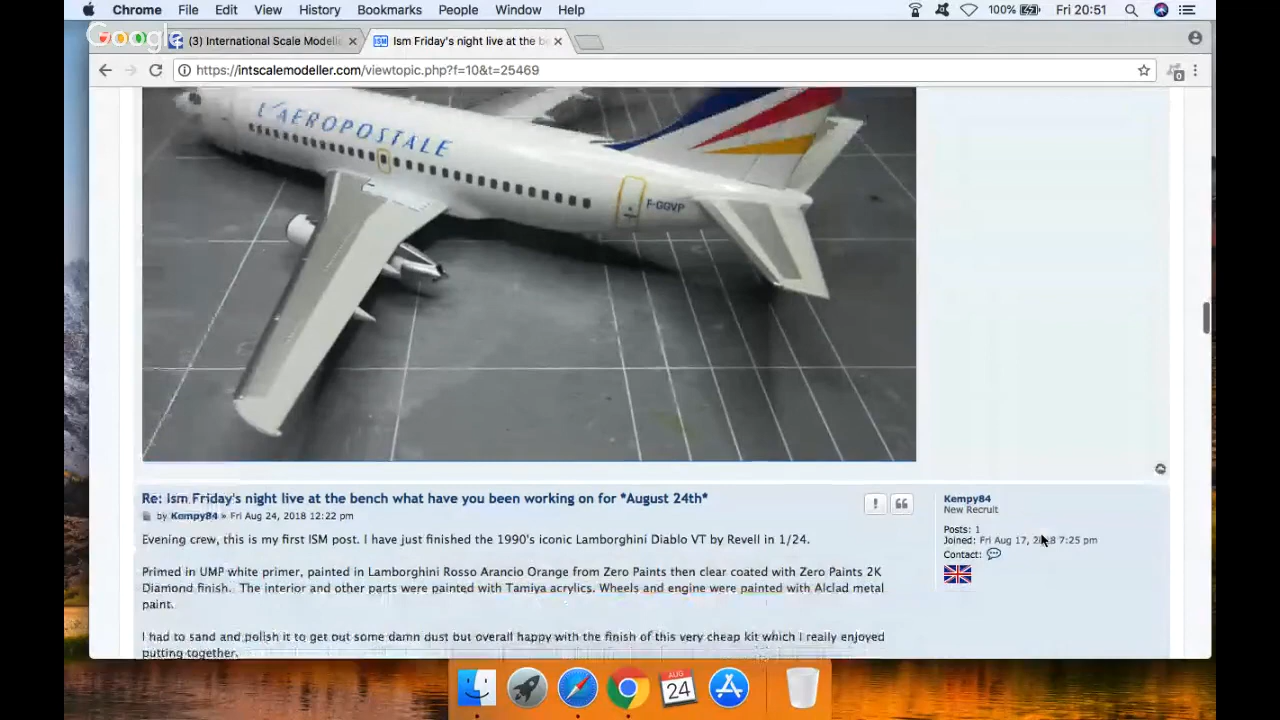 Chrome File Edit View History Bookmarks People Window Help 100% Fri 20:51
Google
(3) International Scale Modelle Ism Friday's night live at the be
https://intscalemodeller.com/viewtopic.php?f=10&t=25469
L'AEROPOSTALE
F-GGVP
Re: Ism Friday's night live at the bench what have you been working on for *August 24th*
by Kempy84 » Fri Aug 24, 2018 12:22 pm
Evening crew, this is my first ISM post. I have just finished the 1990's iconic Lamborghini Diablo VT by Revell in 1/24.
Primed in UMP white primer, painted in Lamborghini Rosso Arancio Orange from Zero Paints then clear coated with Zero Paints 2K
Diamond finish. The interior and other parts were painted with Tamiya acrylics. Wheels and engine were painted with Alclad metal
paint.
I had to sand and polish it to get out some damn dust but overall happy with the finish of this very cheap kit which I really enjoyed
putting together.
Kempy84
New Recruit
Posts: 1
Joined: Fri Aug 17, 2018 7:25 pm
Contact:
AUG
24